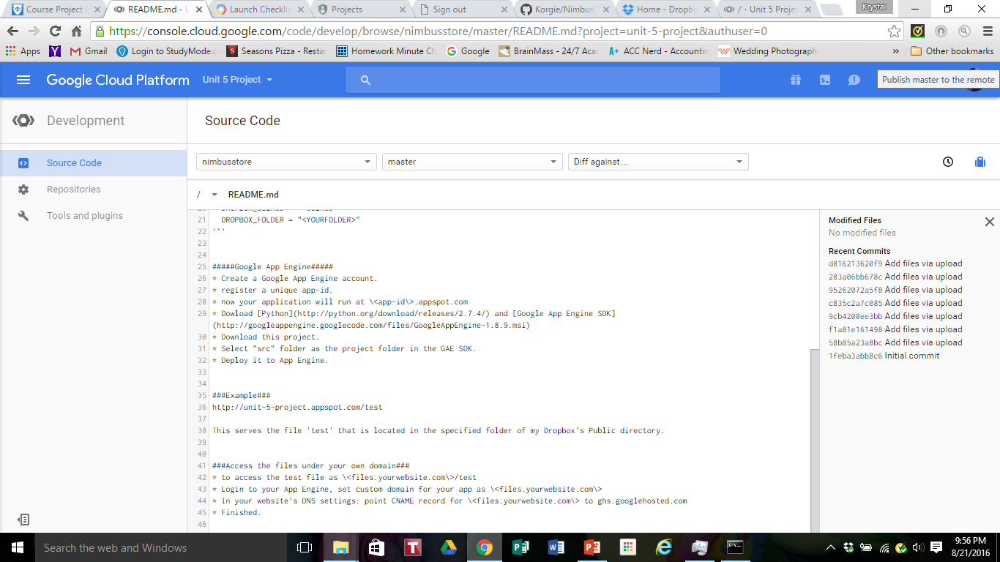 Course Project
README.md - U
Launch Checklis
Projects
Sign out
Korgie/Nimbus
Home - Dropbo
/ - Unit 5 Projec
Krystal
https://console.cloud.google.com/code/develop/browse/nimbusstore/master/README.md?project=unit-5-project&authuser=0
Apps
Gmail
Login to StudyMode.c
Seasons Pizza - Resta
Homework Minute Ch
Google
BrainMass - 24/7 Acad
A+ ACC Nerd - Accountin
Wedding Photography
» Other bookmarks
Google Cloud Platform
Unit 5 Project
Publish master to the remote
Development
Source Code
Source Code
Repositories
Tools and plugins
nimbusstore
master
Diff against...
/ README.md
21 DROPBOX_FOLDER = "<YOURFOLDER>"
22 ```
23
24
25 #####Google App Engine#####
26 * Create a Google App Engine account.
27 * register a unique app-id.
28 * now your application will run at \<app-id\>.appspot.com
29 * Dowload [Python](http://python.org/download/releases/2.7.4/) and [Google App Engine SDK]
(http://googleappengine.googlecode.com/files/GoogleAppEngine-1.8.9.msi)
30 * Download this project.
31 * Select "src" folder as the project folder in the GAE SDK.
32 * Deploy it to App Engine.
33
34
35 ###Example###
36 http://unit-5-project.appspot.com/test
37
38 This serves the file 'test' that is located in the specified folder of my Dropbox's Public directory.
39
40
41 ###Access the files under your own domain###
42 * to access the test file as \<files.yourwebsite.com\>/test
43 * Login to your App Engine, set custom domain for your app as \<files.yourwebsite.com\>
44 * In your website's DNS settings: point CNAME record for \<files.yourwebsite.com\> to ghs.googlehosted.com
45 * Finished.
46
Modified Files
No modified files
Recent Commits
d816213620f9 Add files via upload
283a06bb678c Add files via upload
95262072a5f8 Add files via upload
c835c2a7c085 Add files via upload
9cb4200ee3bb Add files via upload
f1a81e161498 Add files via upload
58b85a23a8bc Add files via upload
1feba3abb8c6 Initial commit
Search the web and Windows
9:56 PM
8/21/2016